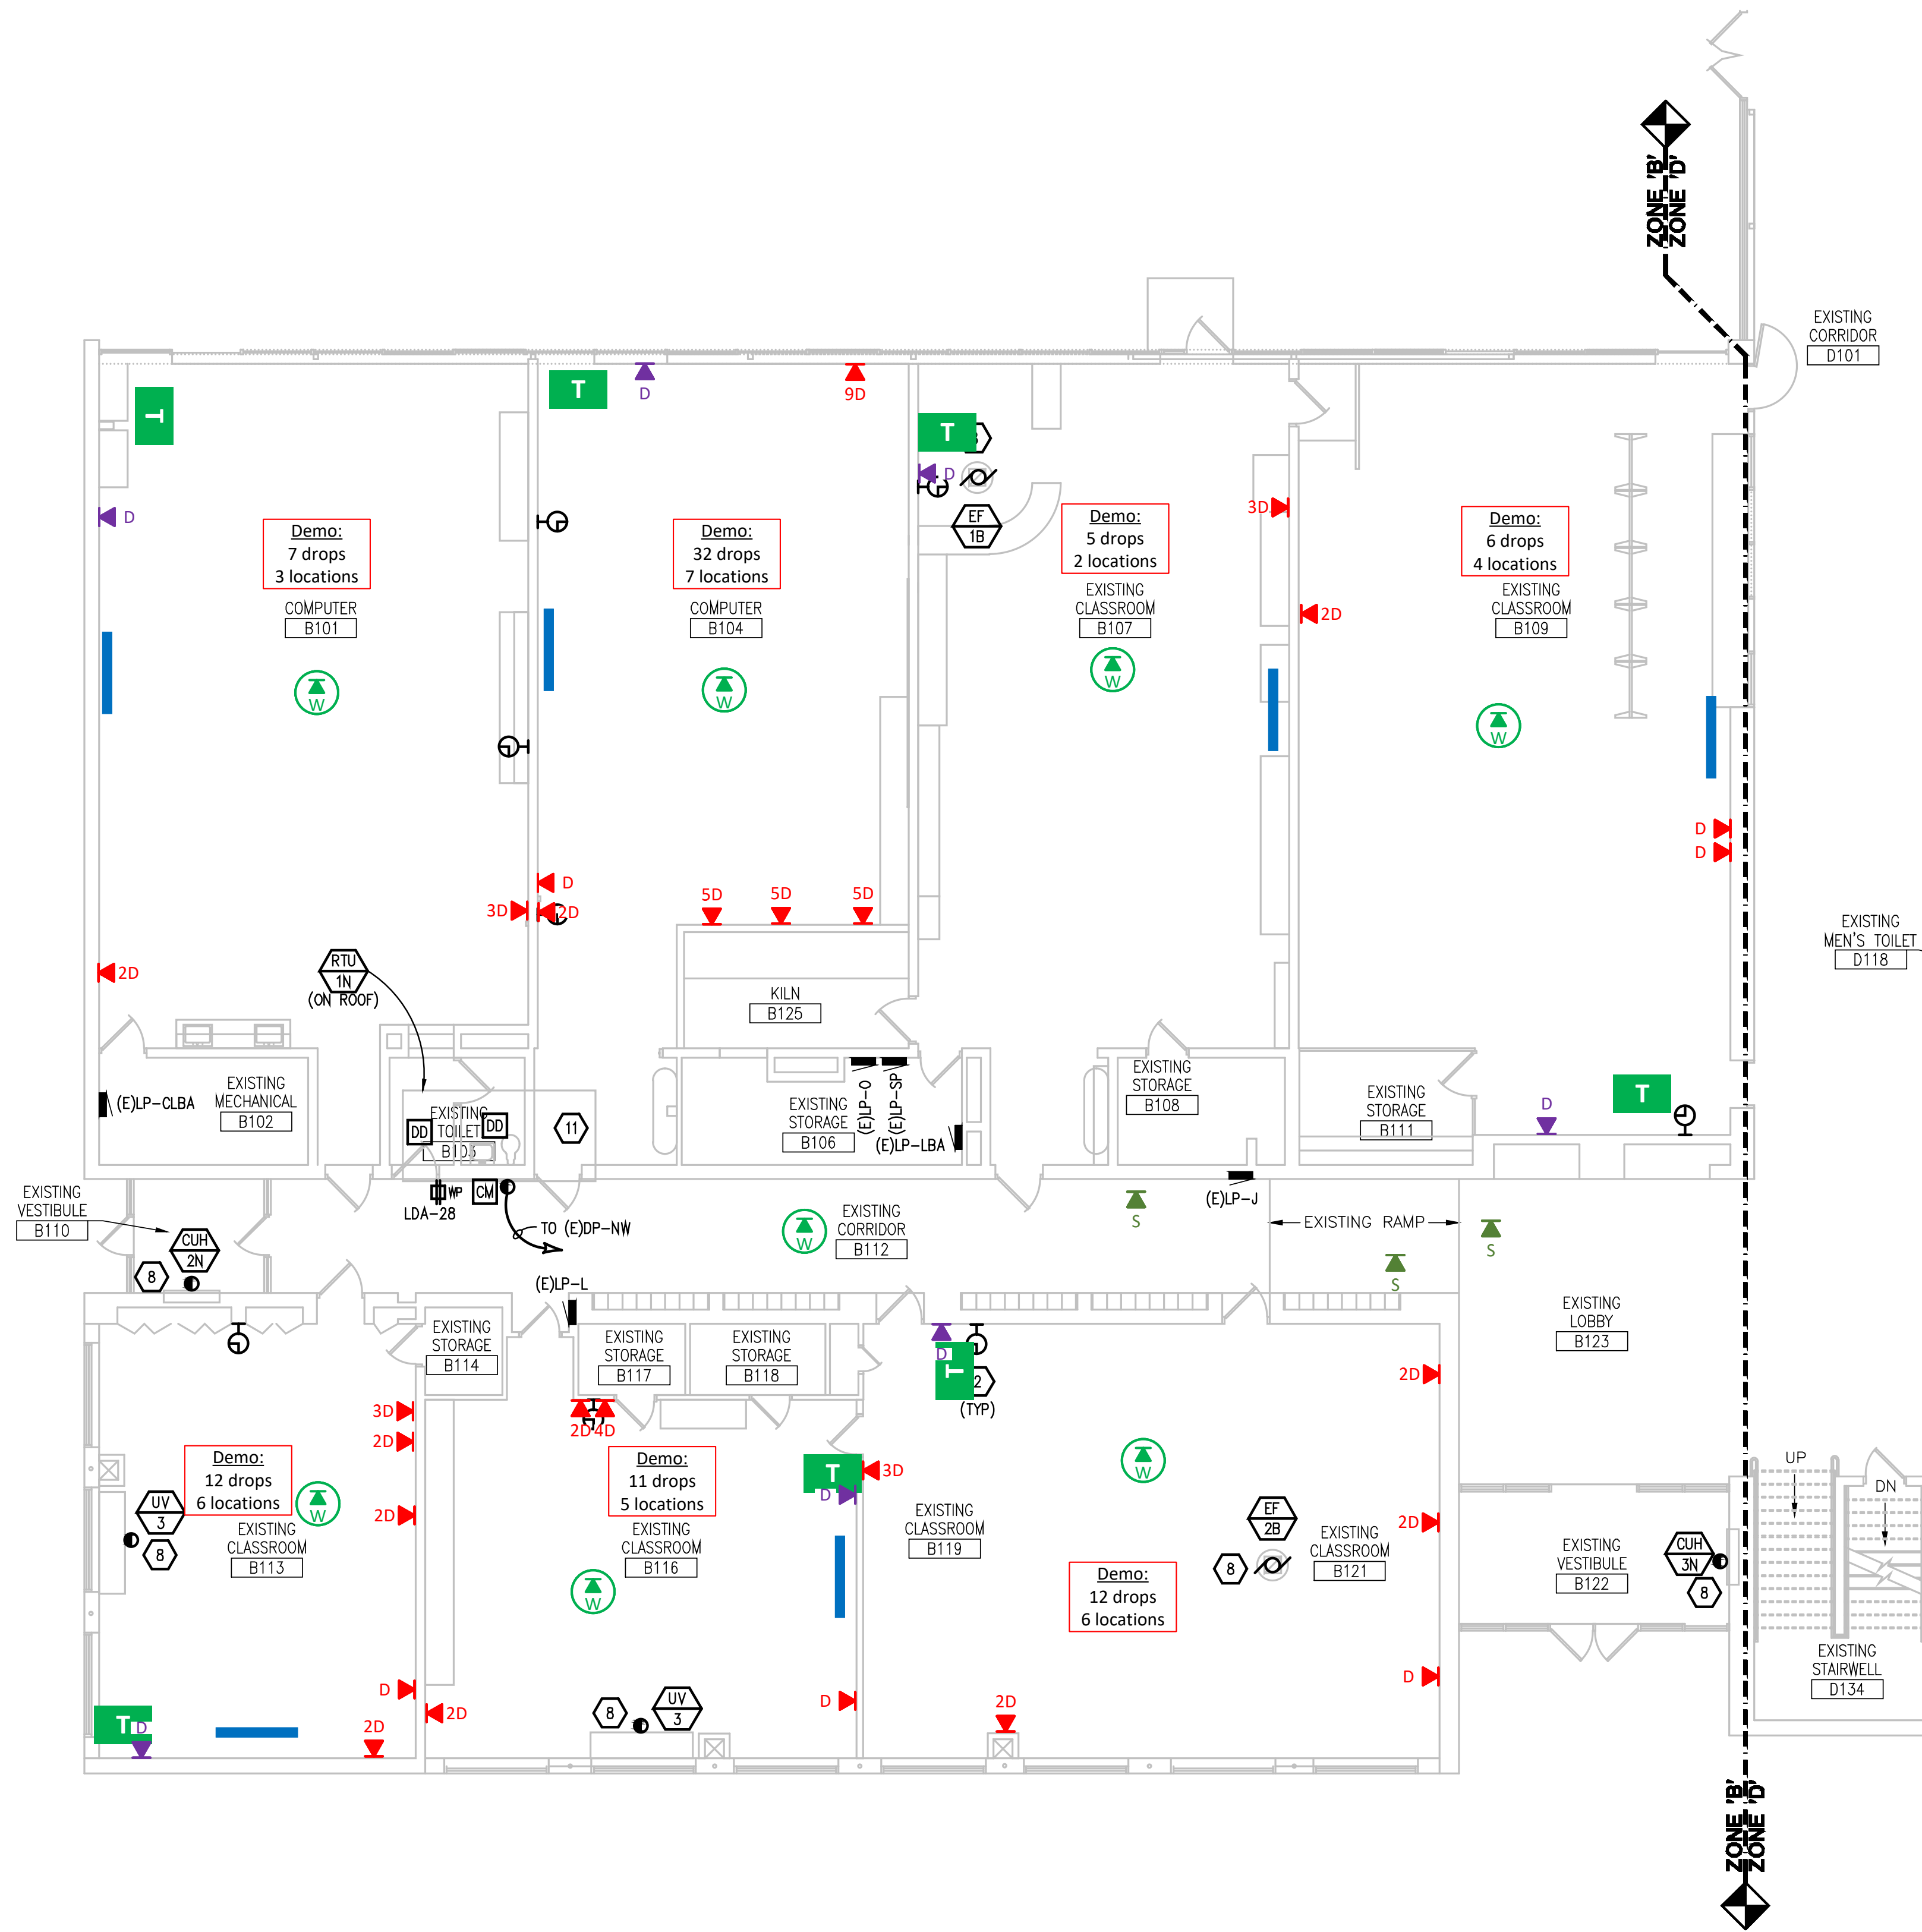 ZONE 'B'
ZONE 'D'
EXISTING
CORRIDOR
D101
T
T
D
9D
T
D
D
Demo:
7 drops
3 locations
COMPUTER
B101
Demo:
32 drops
7 locations
COMPUTER
B104
EF
1B
3D
Demo:
5 drops
2 locations
EXISTING
CLASSROOM
B107
Demo:
6 drops
4 locations
EXISTING
CLASSROOM
B109
2D
W
W
W
W
D
D
D
3D
2D
5D
5D
5D
2D
RTU
1N
(ON ROOF)
KILN
B125
EXISTING
MEN'S TOILET
D118
(E)LP-CLBA
EXISTING
MECHANICAL
B102
EXISTING
TOILET
B103
DD
DD
11
EXISTING
STORAGE
B106
(E)LP-O
(E)LP-SP
(E)LP-LBA
EXISTING
STORAGE
B108
EXISTING
STORAGE
B111
D
T
EXISTING
VESTIBULE
B110
WP
LDA-28
CM
TO (E)DP-NW
W
EXISTING
CORRIDOR
B112
S
(E)LP-J
EXISTING RAMP
S
S
CUH
2N
8
(E)LP-L
EXISTING
STORAGE
B114
EXISTING
STORAGE
B117
EXISTING
STORAGE
B118
D
T
2
(TYP)
EXISTING
LOBBY
B123
3D
2D
2D
4D
2D
Demo:
12 drops
6 locations
EXISTING
CLASSROOM
B113
W
UV
3
8
2D
Demo:
11 drops
5 locations
EXISTING
CLASSROOM
B116
W
T
D
3D
EXISTING
CLASSROOM
B119
W
EF
2B
8
EXISTING
CLASSROOM
B121
2D
Demo:
12 drops
6 locations
EXISTING
VESTIBULE
B122
CUH
3N
8
UP
DN
EXISTING
STAIRWELL
D134
D
2D
T
D
2D
8
UV
3
D
2D
D
ZONE 'B'
ZONE 'D'